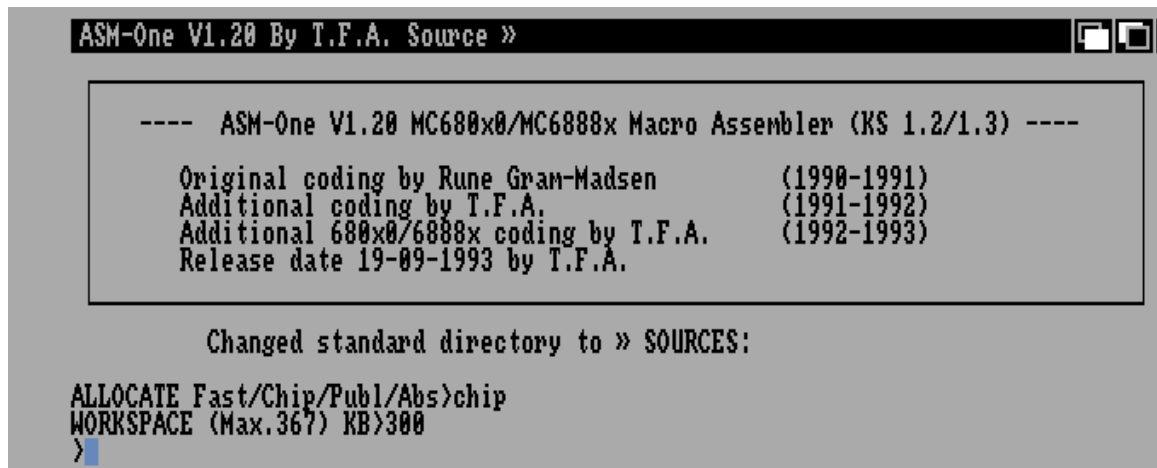 ASM-One V1.20 By T.F.A. Source »
---- ASM-One V1.20 MC680x0/MC6888x Macro Assembler (KS 1.2/1.3) ----
Original coding by Rune Gram-Madsen (1990-1991)
Additional coding by T.F.A. (1991-1992)
Additional 680x0/6888x coding by T.F.A. (1992-1993)
Release date 19-09-1993 by T.F.A.
Changed standard directory to » SOURCES:
ALLOCATE Fast/Chip/Publ/Abs>chip
WORKSPACE (Max.367) KB>300
>